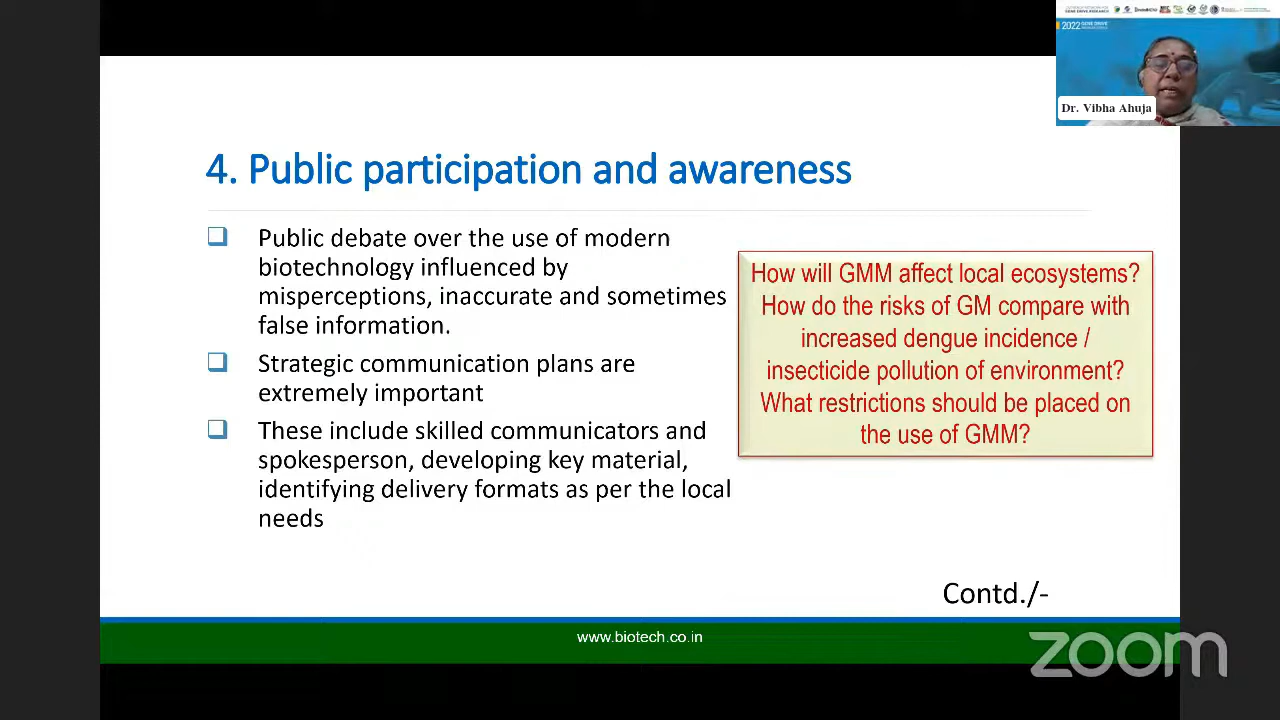 2022 GENE DRIVE
Dr. Vibha Ahuja
4. Public participation and awareness
Public debate over the use of modern
biotechnology influenced by
misperceptions, inaccurate and sometimes
false information.
Strategic communication plans are
extremely important
These include skilled communicators and
spokesperson, developing key material,
identifying delivery formats as per the local
needs
How will GMM affect local ecosystems?
How do the risks of GM compare with
increased dengue incidence /
insecticide pollution of environment?
What restrictions should be placed on
the use of GMM?
Contd./-
www.biotech.co.in
zoom